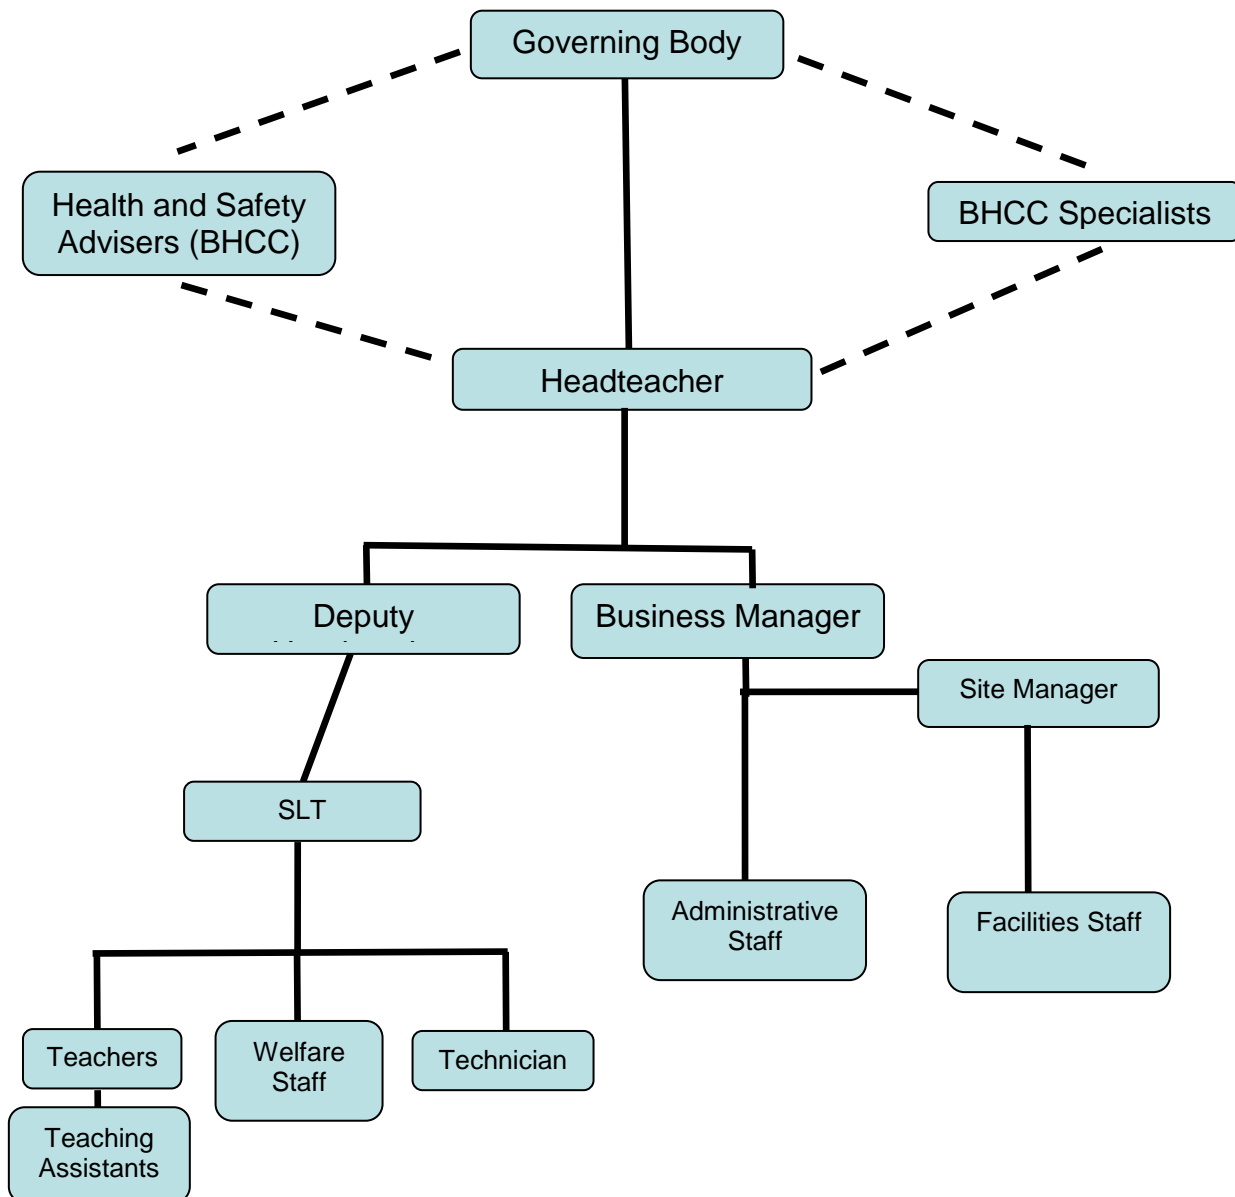 Governing Body
Health and Safety
Advisers (BHCC)
BHCC Specialists
Headteacher
Deputy
Business Manager
Site Manager
SLT
Administrative
Staff
Facilities Staff
Teachers
Welfare
Staff
Technician
Teaching
Assistants